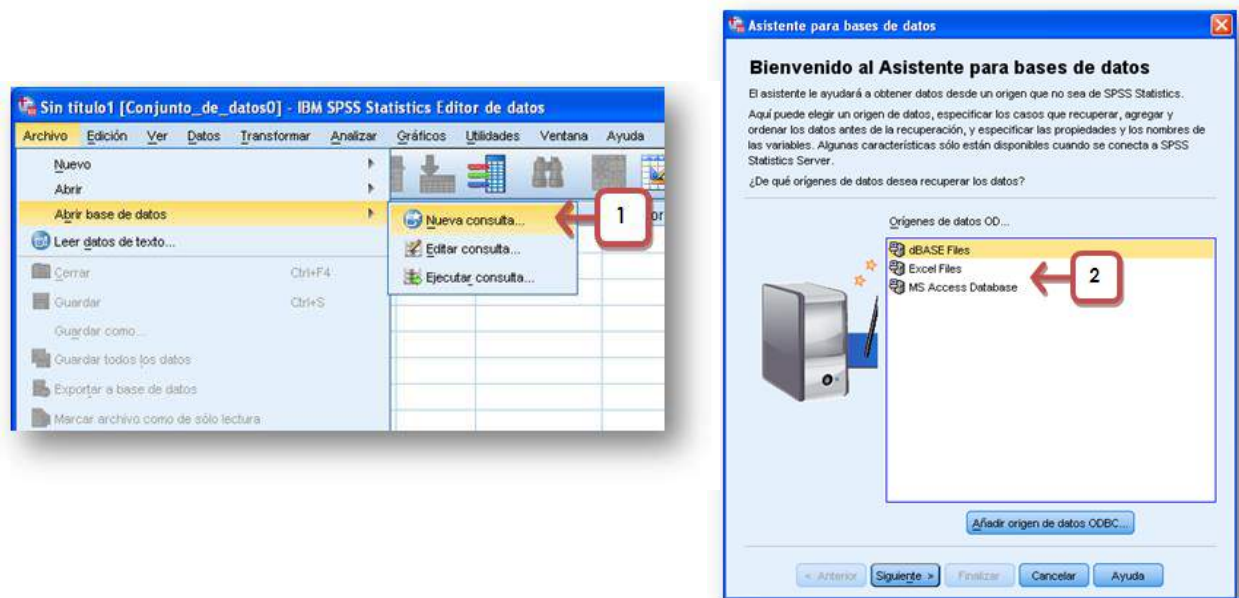 Sin título1 [Conjunto_de_datos0] - IBM SPSS Statistics Editor de datos
Archivo Edición Ver Datos Transformar Analizar Gráficos Utilidades Ventana Ayuda
Nuevo
Abrir
Abrir base de datos
Leer datos de texto...
Cerrar Ctrl+F4
Guardar Ctrl+S
Guardar como...
Guardar todos los datos
Exportar a base de datos
Marcar archivo como de sólo lectura
Nueva consulta...
Editar consulta...
Ejecutar consulta...
1
or
Asistente para bases de datos
Bienvenido al Asistente para bases de datos
El asistente le ayudará a obtener datos desde un origen que no sea de SPSS Statistics.
Aquí puede elegir un origen de datos, especificar los casos que recuperar, agregar y
ordenar los datos antes de la recuperación, y especificar las propiedades y los nombres de
las variables. Algunas características sólo están disponibles cuando se conecta a SPSS
Statistics Server.
¿De qué orígenes de datos desea recuperar los datos?
Orígenes de datos OD...
dBASE Files
Excel Files
MS Access Database
2
Añadir origen de datos ODBC...
< Anterior Siguiente > Finalizar Cancelar Ayuda